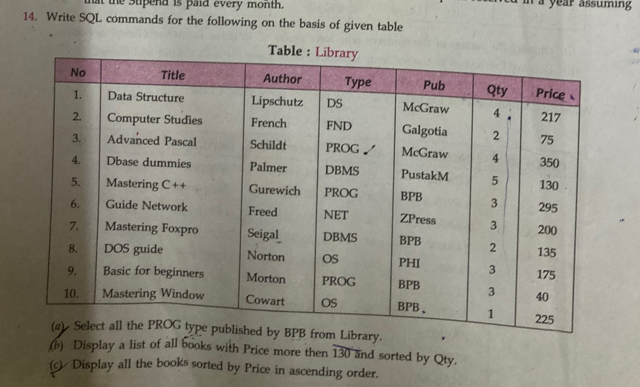 that the Stipend is paid every month.
in a year assuming
14. Write SQL commands for the following on the basis of given table
Table : Library
No Title Author Type Pub Qty Price
1. Data Structure Lipschutz DS McGraw 4 217
2. Computer Studies French FND Galgotia 2 75
3. Advanced Pascal Schildt PROG McGraw 4 350
4. Dbase dummies Palmer DBMS PustakM 5 130
5. Mastering C++ Gurewich PROG BPB 3 295
6. Guide Network Freed NET ZPress 3 200
7. Mastering Foxpro Seigal DBMS BPB 2 135
8. DOS guide Norton OS PHI 3 175
9. Basic for beginners Morton PROG BPB 3 40
10. Mastering Window Cowart OS BPB 1 225
(a) Select all the PROG type published by BPB from Library.
(b) Display a list of all books with Price more then 130 and sorted by Qty.
(c) Display all the books sorted by Price in ascending order.